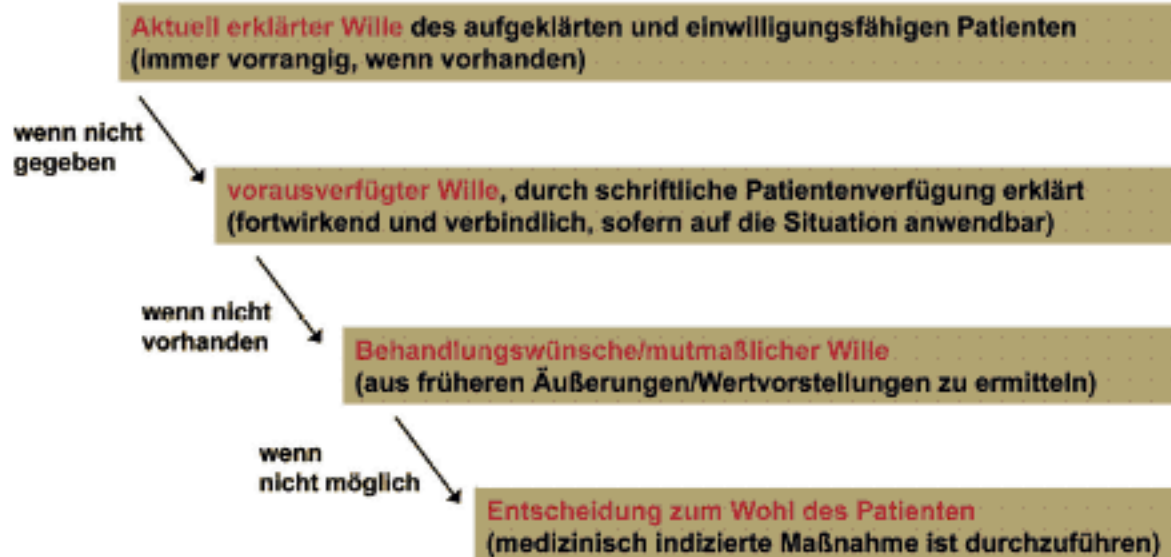 Aktuell erklärter Wille des aufgeklärten und einwilligungsfähigen Patienten
(immer vorrangig, wenn vorhanden)
wenn nicht
gegeben
vorausverfügter Wille, durch schriftliche Patientenverfügung erklärt
(fortwirkend und verbindlich, sofern auf die Situation anwendbar)
wenn nicht
vorhanden
Behandlungswünsche/mutmaßlicher Wille
(aus früheren Äußerungen/Wertvorstellungen zu ermitteln)
wenn
nicht möglich
Entscheidung zum Wohl des Patienten
(medizinisch indizierte Maßnahme ist durchzuführen)